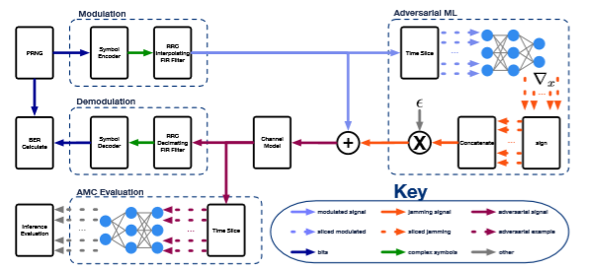 Modulation
Adversarial ML
PRNG
Symbol
Encoder
RRC
Interpolating
FIR Filter
Time Slice
...
∇x
Demodulation
ϵ
BER
Calculate
Symbol
Decoder
RRC
Decimating
FIR Filter
Channel
Model
+
X
Concatenate
...
sign
AMC Evaluation
Key
Inference
Evaluation
...
...
Time Slice
modulated signal
jamming signal
adversarial signal
sliced modulated
sliced jamming
adversarial example
bits
complex symbols
other